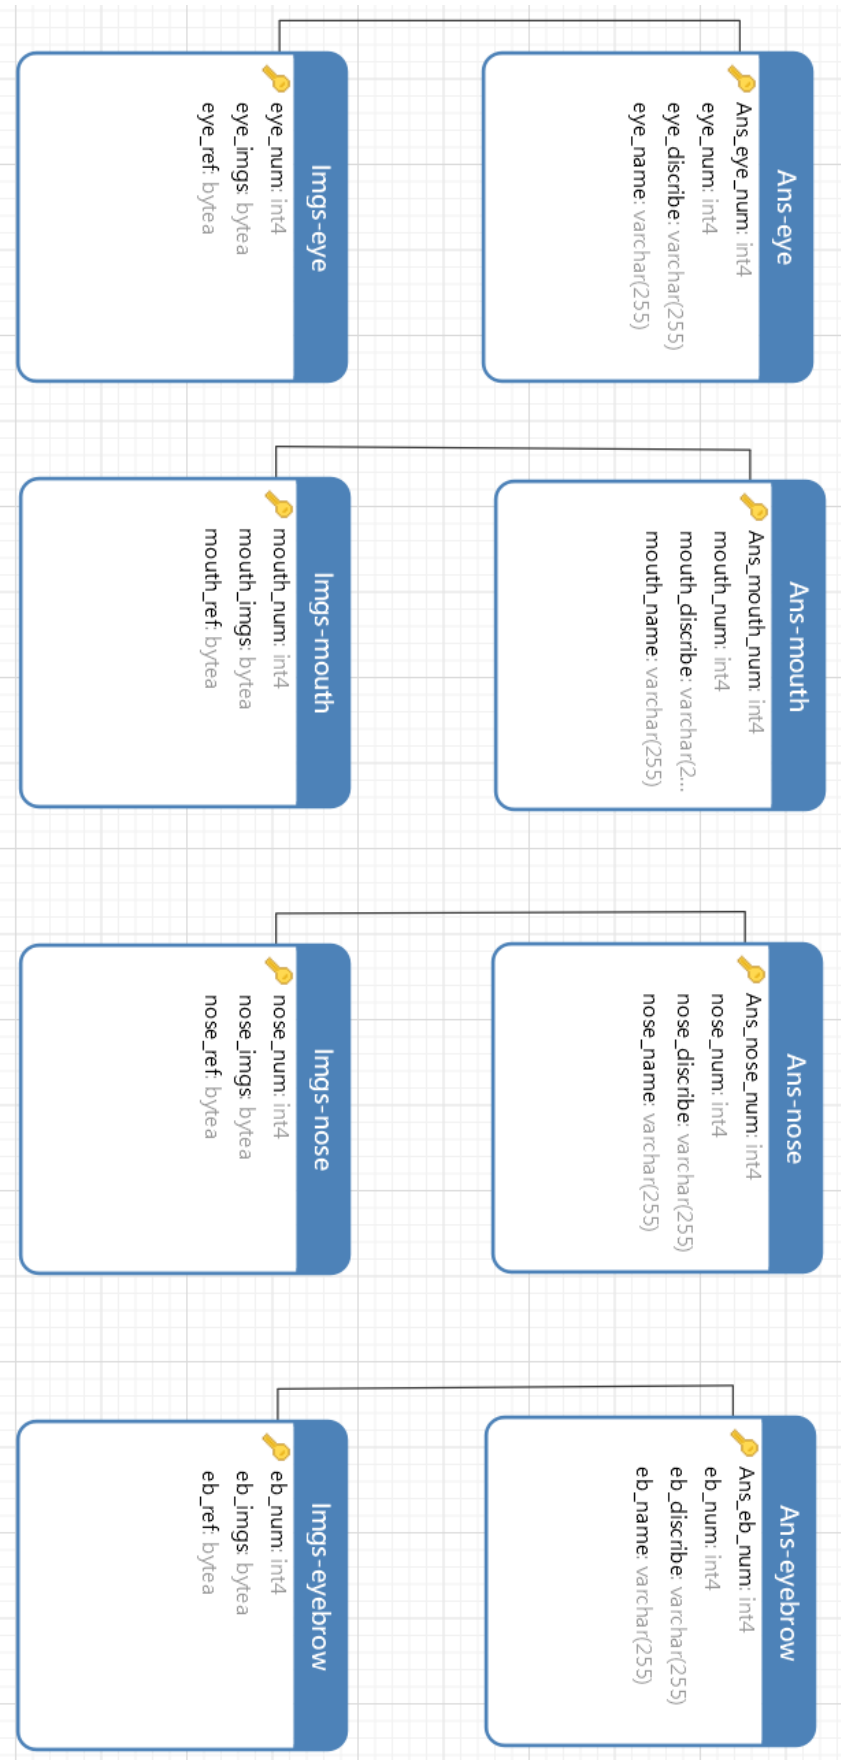 Ans-eye
Ans_eye_num: int4
eye_num: int4
eye_discribe: varchar(255)
eye_name: varchar(255)
Ans-mouth
Ans_mouth_num: int4
mouth_num: int4
mouth_discribe: varchar(2...
mouth_name: varchar(255)
Ans-nose
Ans_nose_num: int4
nose_num: int4
nose_discribe: varchar(255)
nose_name: varchar(255)
Ans-eyebrow
Ans_eb_num: int4
eb_num: int4
eb_discribe: varchar(255)
eb_name: varchar(255)
Imgs-eye
eye_num: int4
eye_imgs: bytea
eye_ref: bytea
Imgs-mouth
mouth_num: int4
mouth_imgs: bytea
mouth_ref: bytea
Imgs-nose
nose_num: int4
nose_imgs: bytea
nose_ref: bytea
Imgs-eyebrow
eb_num: int4
eb_imgs: bytea
eb_ref: bytea